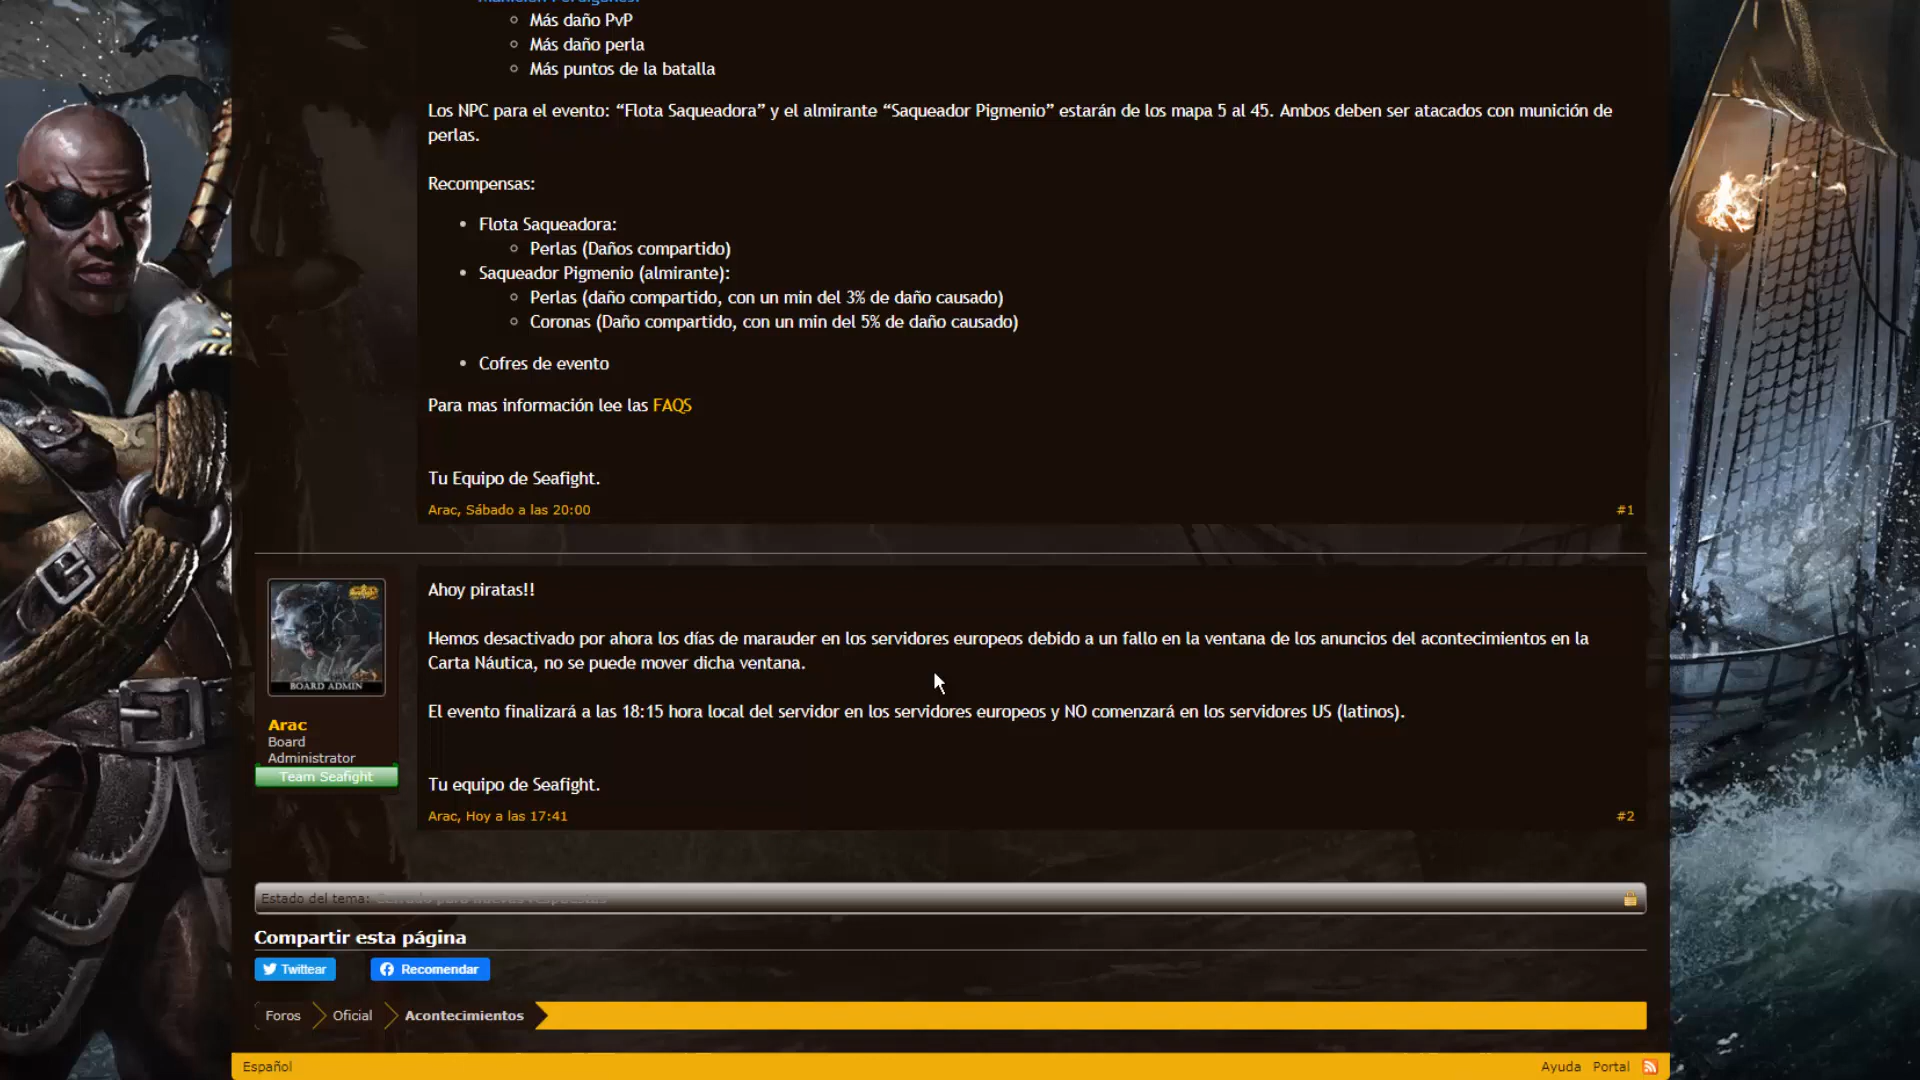 Munición Perdigones:
Más daño PvP
Más daño perla
Más puntos de la batalla
Los NPC para el evento: “Flota Saqueadora” y el almirante “Saqueador Pigmenio” estarán de los mapa 5 al 45. Ambos deben ser atacados con munición de
perlas.
Recompensas:
Flota Saqueadora:
Perlas (Daños compartido)
Saqueador Pigmenio (almirante):
Perlas (daño compartido, con un min del 3% de daño causado)
Coronas (Daño compartido, con un min del 5% de daño causado)
Cofres de evento
Para mas información lee las FAQS
Tu Equipo de Seafight.
Arac, Sábado a las 20:00 #1
Ahoy piratas!!
Hemos desactivado por ahora los días de marauder en los servidores europeos debido a un fallo en la ventana de los anuncios del acontecimientos en la
Carta Náutica, no se puede mover dicha ventana.
El evento finalizará a las 18:15 hora local del servidor en los servidores europeos y NO comenzará en los servidores US (latinos).
Tu equipo de Seafight.
Arac, Hoy a las 17:41 #2
BOARD ADMIN
Arac
Board
Administrator
Team Seafight
Estado del tema: Cerrado para nuevas respuestas
Compartir esta página
Twittear Recomendar
Foros Oficial Acontecimientos
Español Ayuda Portal